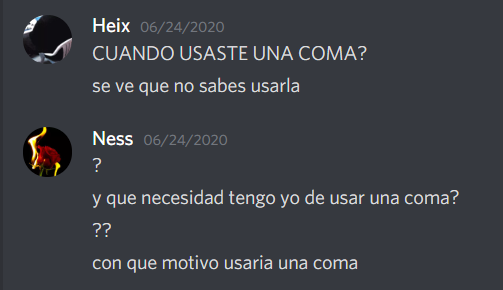 Heix 06/24/2020
CUANDO USASTE UNA COMA?
se ve que no sabes usarla
Ness 06/24/2020
?
y que necesidad tengo yo de usar una coma?
??
con que motivo usaria una coma